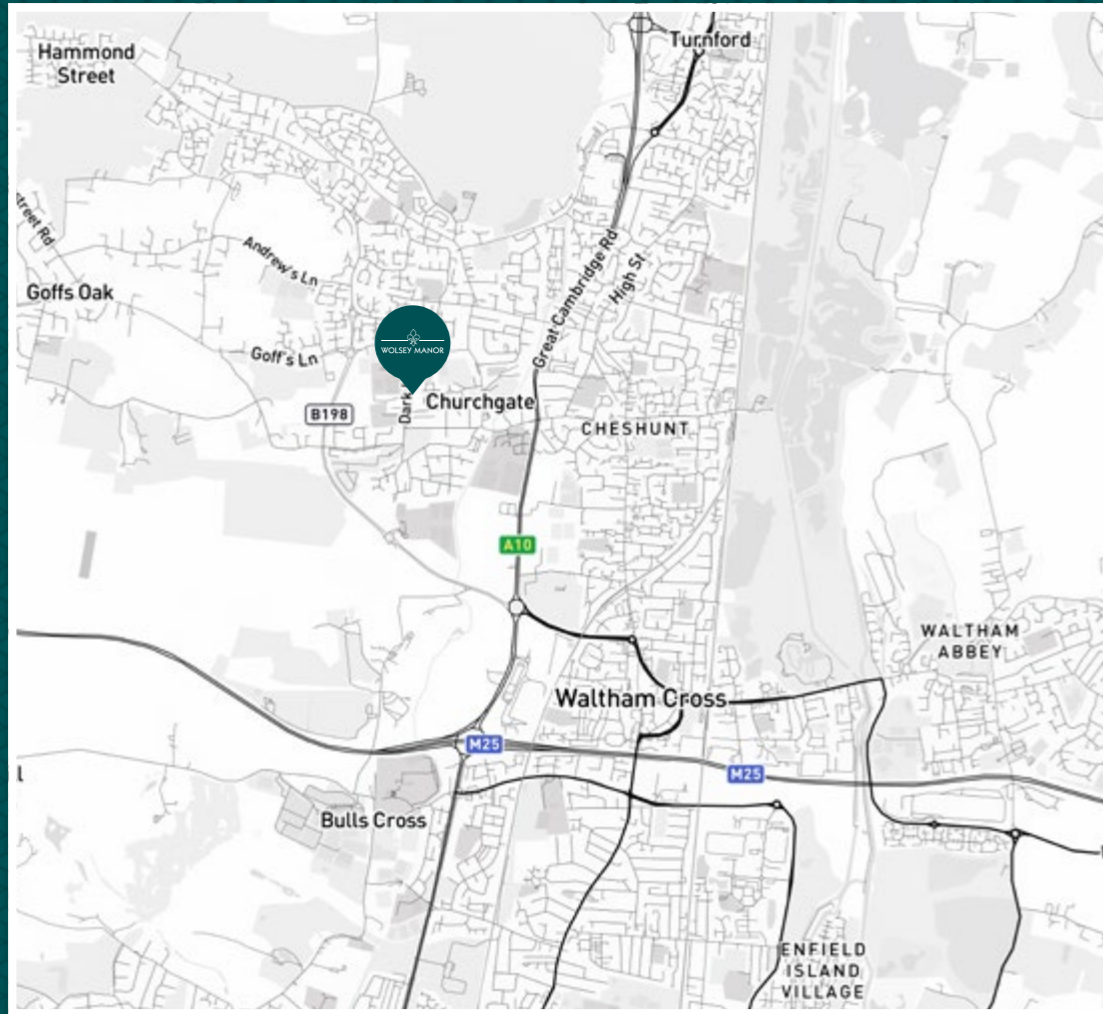 Turnford
Hammond
Street
street Rd
Andrew's Ln
Great Cambridge Rd
High St
Goffs Oak
Goff's Ln
WOLSEY MANOR
B198
Dark
Churchgate
CHESHUNT
A10
WALTHAM
ABBEY
Waltham Cross
M25
M25
Bulls Cross
ENFIELD
ISLAND
VILLAGE